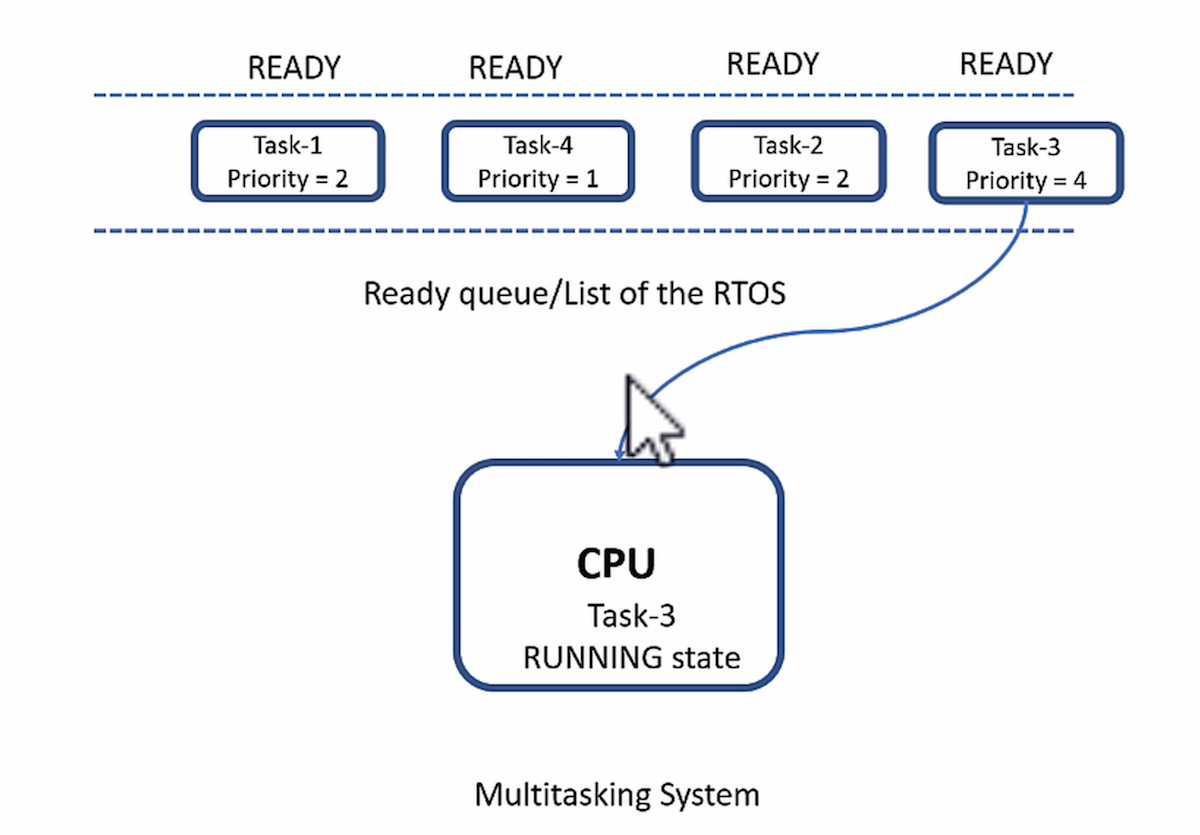 READY READY READY READY
Task-1
Priority = 2
Task-4
Priority = 1
Task-2
Priority = 2
Task-3
Priority = 4
Ready queue/List of the RTOS
CPU
Task-3
RUNNING state
Multitasking System